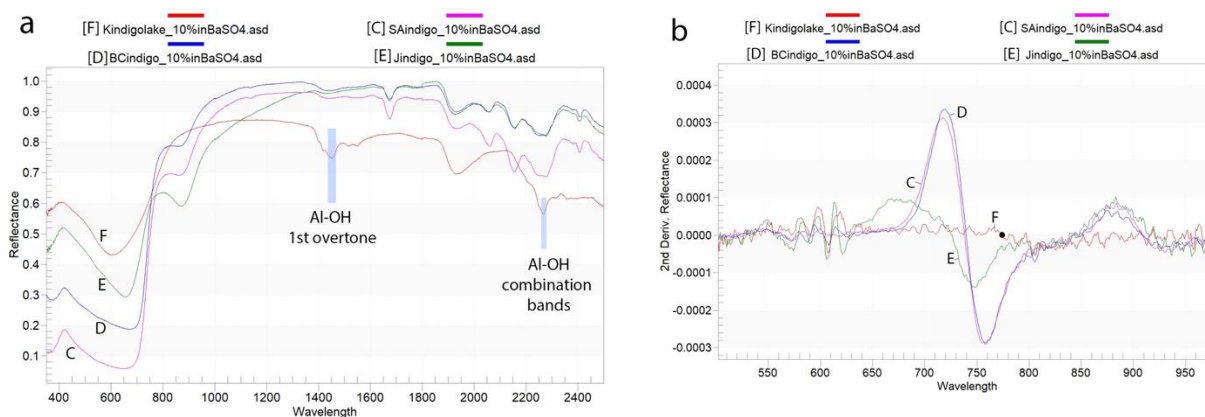 a
[F] Kindigolake_10%inBaSO4.asd
[C] SAindigo_10%inBaSO4.asd
[D] BCindigo_10%inBaSO4.asd
[E] Jindigo_10%inBaSO4.asd
1.0
0.9
0.8
0.7
0.6
0.5
0.4
0.3
0.2
0.1
Reflectance
F
E
D
C
Al-OH
1st overtone
Al-OH
combination
bands
400 600 800 1000 1200 1400 1600 1800 2000 2200 2400
Wavelength
b
[F] Kindigolake_10%inBaSO4.asd
[C] SAindigo_10%inBaSO4.asd
[D] BCindigo_10%inBaSO4.asd
[E] Jindigo_10%inBaSO4.asd
0.0004
0.0003
0.0002
0.0001
0.0000
-0.0001
-0.0002
-0.0003
2nd Deriv. Reflectance
D
C
F
E
550 600 650 700 750 800 850 900 950
Wavelength